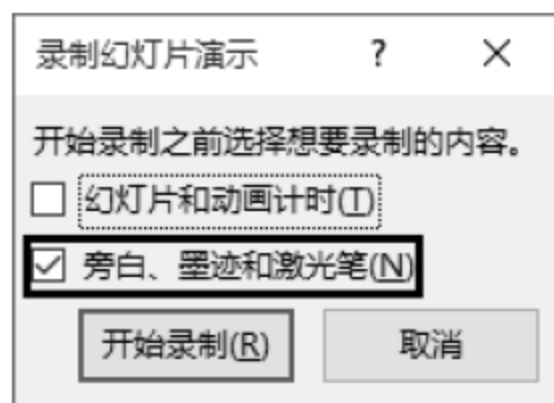 录制幻灯片演示 ? ×
开始录制之前选择想要录制的内容。
幻灯片和动画计时(T)
旁白、墨迹和激光笔(N)
开始录制(R) 取消